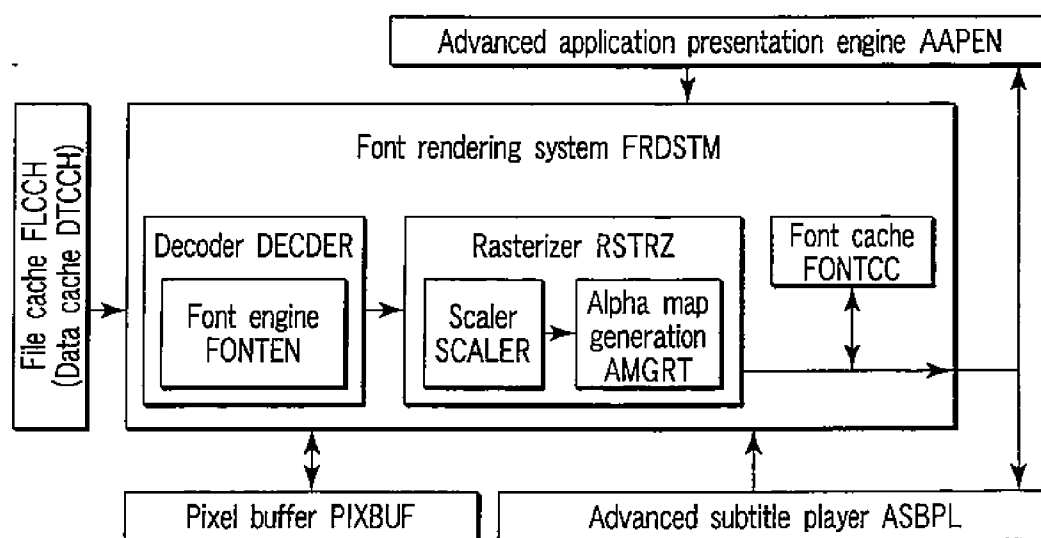 Advanced application presentation engine AAPEN
File cache FLCCH
(Data cache DTCCH)
Font rendering system FRDSTM
Decoder DECDER
Font engine
FONTEN
Rasterizer RSTRZ
Scaler
SCALER
Alpha map
generation
AMGRT
Font cache
FONTCC
Pixel buffer PIXBUF
Advanced subtitle player ASBPL